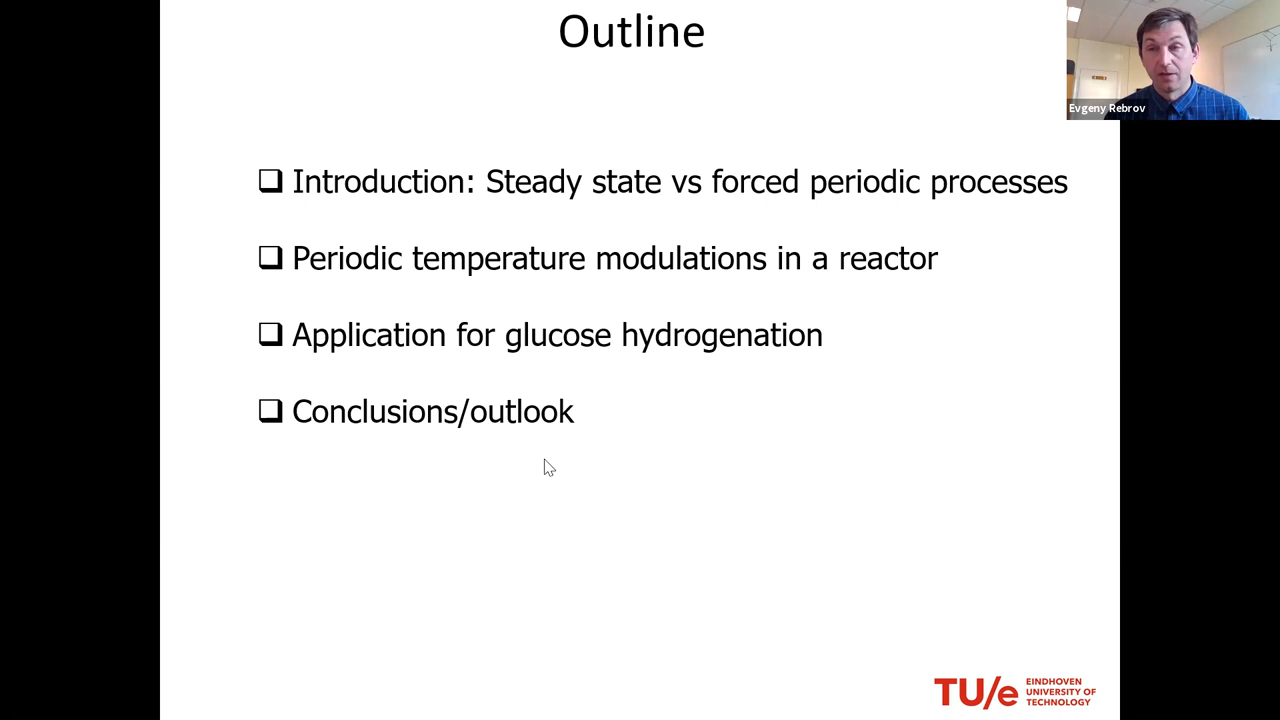 Outline
Evgeny Rebrov
Introduction: Steady state vs forced periodic processes
Periodic temperature modulations in a reactor
Application for glucose hydrogenation
Conclusions/outlook
TU/e
EINDHOVEN
UNIVERSITY OF
TECHNOLOGY